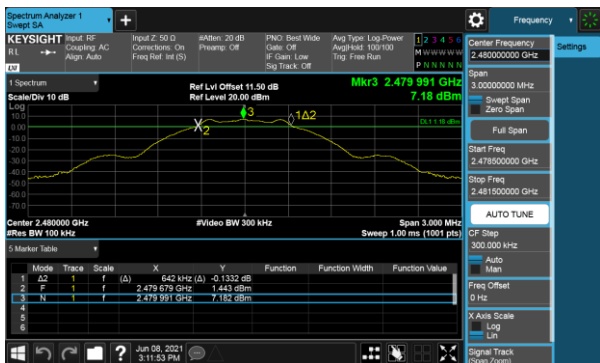 Spectrum Analyzer 1
Swept SA
+
Frequency
KEYSIGHT Input: RF
RL
Coupling: AC
Align: Auto
Input Z: 50 Ω
Corrections: On
Freq Ref: Int (S)
#Atten: 20 dB
Preamp: Off
PNO: Best Wide
Gate: Off
IF Gain: Low
Sig Track: Off
Avg Type: Log-Power
Avg|Hold: 100/100
Trig: Free Run
1 2 3 4 5 6
M W W W W W
P N N N N N
LXI
1 Spectrum
Scale/Div 10 dB
Ref Lvl Offset 11.50 dB
Ref Level 20.00 dBm
Mkr3 2.479 991 GHz
7.18 dBm
Log
10.0
0.00
-10.0
-20.0
-30.0
-40.0
-50.0
-60.0
-70.0
X2
3
1Δ2
DL1 1.18 dBm
Center 2.480000 GHz
#Res BW 100 kHz
#Video BW 300 kHz
Span 3.000 MHz
Sweep 1.00 ms (1001 pts)
5 Marker Table
Mode Trace Scale X Y Function Function Width Function Value
1 Δ2 1 f (Δ) 642 kHz (Δ) -0.1332 dB
2 F 1 f 2.479 679 GHz 1.443 dBm
3 N 1 f 2.479 991 GHz 7.182 dBm
4
5
6
Jun 08, 2021
3:11:53 PM
?
Center Frequency
2.480000000 GHz
Settings
Span
3.00000000 MHz
Swept Span
Zero Span
Full Span
Start Freq
2.478500000 GHz
Stop Freq
2.481500000 GHz
AUTO TUNE
CF Step
300.000 kHz
Auto
Man
Freq Offset
0 Hz
X Axis Scale
Log
Lin
Signal Track
(Span Zoom)